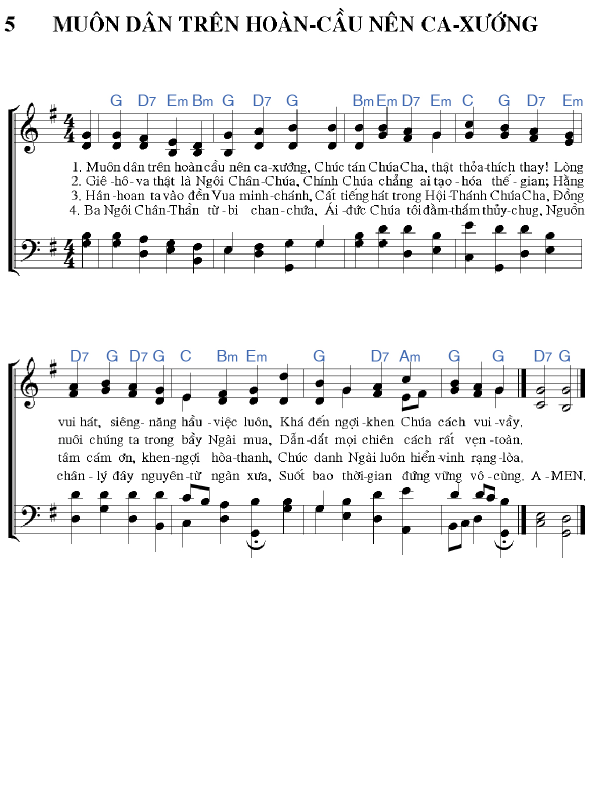 5 MUÔN DÂN TRÊN HOÀN-CẦU NÊN CA-XƯỚNG
G D7 Em Bm G D7 G Bm Em D7 Em C G D7 Em
4
4
1. Muôn dân trên hoàn cầu nên ca-xướng, Chúc tán Chúa Cha, thật thỏa-thích thay! Lòng
2. Giê-hô-va thật là Ngôi Chân-Chúa, Chính Chúa chẳng ai tạo-hóa thế-gian; Hằng
3. Hân-hoan ta vào đền Vua minh-chánh, Cất tiếng hát trong Hội-Thánh Chúa Cha, Đồng
4. Ba Ngôi Chân-Thần từ-bi chan-chứa, Ái-đức Chúa tôi đằm-thắm thủy-chug, Nguồn
4
4
D7 G D7 G C Bm Em G D7 Am G G D7 G
vui hát, siêng-năng hầu-việc luôn, Khá đến ngợi-khen Chúa cách vui-vầy.
nuôi chúng ta trong bầy Ngài mua, Dẫn-dắt mọi chiên cách rất vẹn-toàn,
tâm cám ơn, khen-ngợi hòa-thanh, Chúc danh Ngài luôn hiển-vinh rạng-lòa,
chân-lý đầy nguyên-từ ngàn xưa, Suốt bao thời-gian đứng vững vô-cùng. A-MEN.